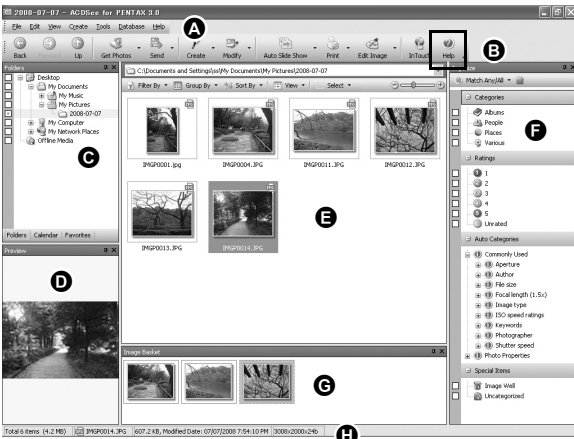 2008-07-07 - ACDSee for PENTAX 3.0
File Edit View Create Tools Database Help
A
Back Up Get Photos Send Create Modify Auto Slide Show Print Edit Image InTouch Help
B
Folders
Desktop
My Documents
My Music
My Pictures
2008-07-07
My Computer
My Network Places
Offline Media
C
Folders Calendar Favorites
Preview
D
C:\Documents and Settings\ss\My Documents\My Pictures\2008-07-07
Filter By Group By Sort By View Select
IMGP0001.jpg IMGP0004.JPG IMGP0011.JPG IMGP0012.JPG
IMGP0013.JPG IMGP0014.JPG
E
Image Basket
G
Match Any/All
Categories
Albums
People
Places
Various
F
Ratings
1
2
3
4
5
Unrated
Auto Categories
Commonly Used
Aperture
Author
File size
Focal length (1.5x)
Image type
ISO speed ratings
Keywords
Photographer
Shutter speed
Photo Properties
Special Items
Image Well
Uncategorized
Total 6 items (4.2 MB) IMGP0014.JPG 607.2 KB, Modified Date: 07/07/2008 7:54:10 PM 3008x2000x24b
H